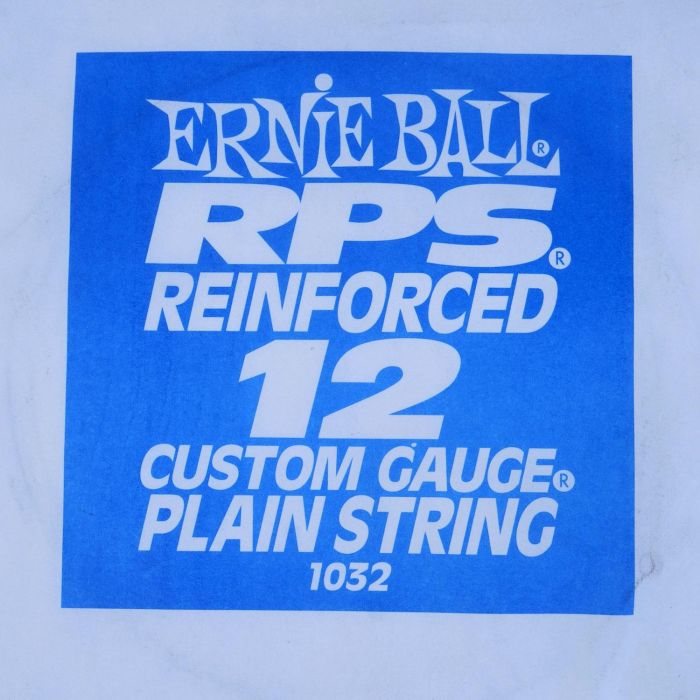 ERNiE BALL®
RPS®
REINFORCED
12
CUSTOM GAUGE®
PLAIN STRING
1032